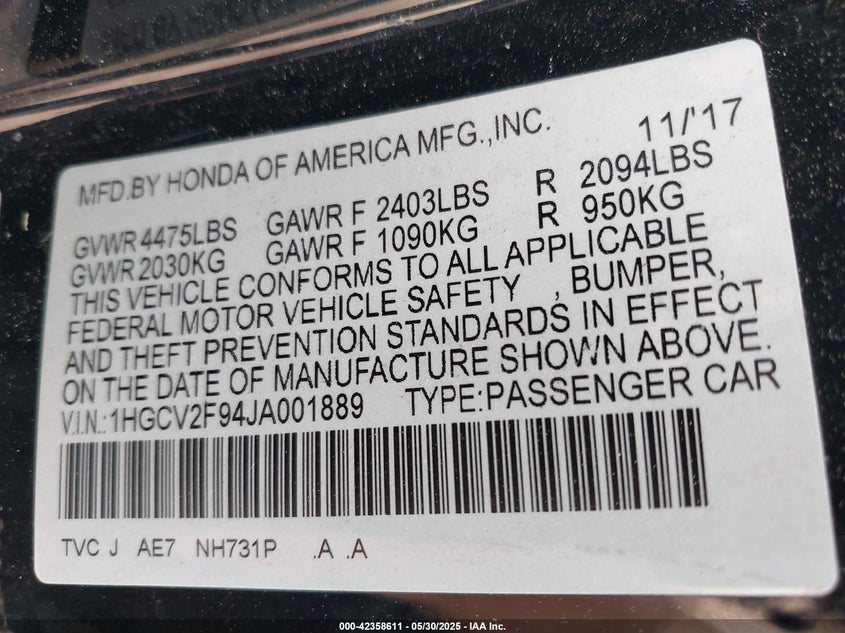 MFD.BY HONDA OF AMERICA MFG.,INC. 11/'17
GVWR 4475LBS GAWR F 2403LBS R 2094LBS
GVWR 2030KG GAWR F 1090KG R 950KG
THIS VEHICLE CONFORMS TO ALL APPLICABLE
FEDERAL MOTOR VEHICLE SAFETY , BUMPER,
AND THEFT PREVENTION STANDARDS IN EFFECT
ON THE DATE OF MANUFACTURE SHOWN ABOVE.
V.I.N.:1HGCV2F94JA001889 TYPE:PASSENGER CAR
TVC J AE7 NH731P .A .A
000-42358611 — 05/30/2025 — IAA Inc.